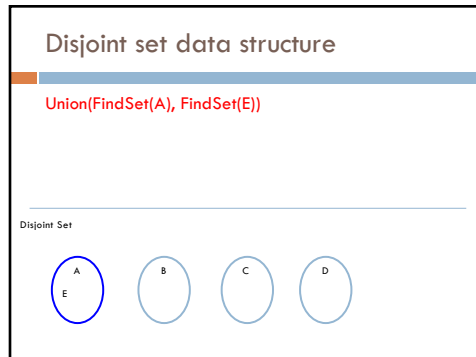 Disjoint set data structure
Union(FindSet(A), FindSet(E))
Disjoint Set
A B C D
E